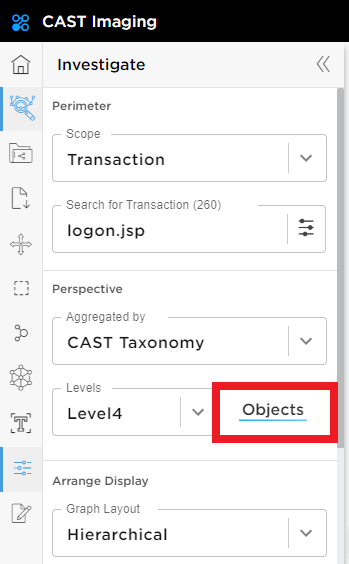 CAST Imaging
Investigate
Perimeter
Scope
Transaction
Search for Transaction (260)
logon.jsp
Perspective
Aggregated by
CAST Taxonomy
Levels
Level4
Objects
Arrange Display
Graph Layout
Hierarchical